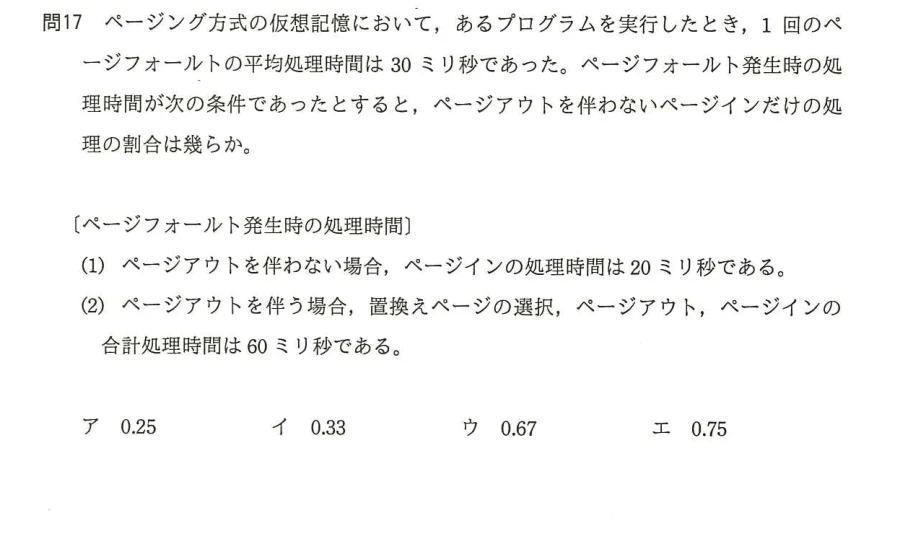 問17 ページング方式の仮想記憶において，あるプログラムを実行したとき，1 回のペ
ージフォールトの平均処理時間は 30 ミリ秒であった。ページフォールト発生時の処
理時間が次の条件であったとすると，ページアウトを伴わないページインだけの処
理の割合は幾らか。
〔ページフォールト発生時の処理時間〕
(1) ページアウトを伴わない場合，ページインの処理時間は 20 ミリ秒である。
(2) ページアウトを伴う場合，置換えページの選択，ページアウト，ページインの
合計処理時間は 60 ミリ秒である。
ア 0.25 イ 0.33 ウ 0.67 エ 0.75